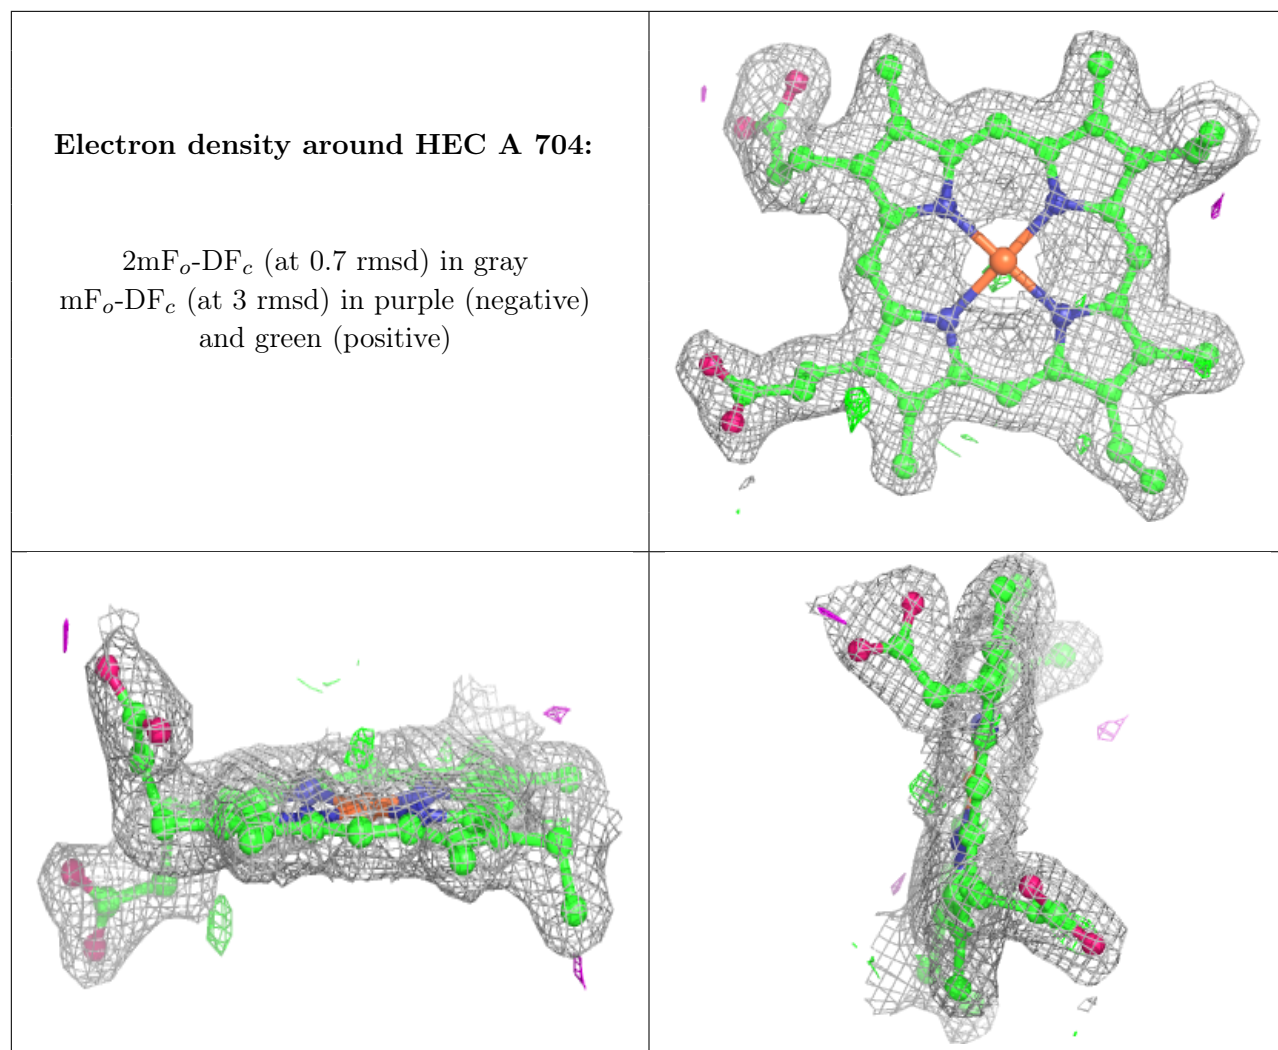 Electron density around HEC A 704:
2mFo-DFc (at 0.7 rmsd) in gray
mFo-DFc (at 3 rmsd) in purple (negative)
and green (positive)